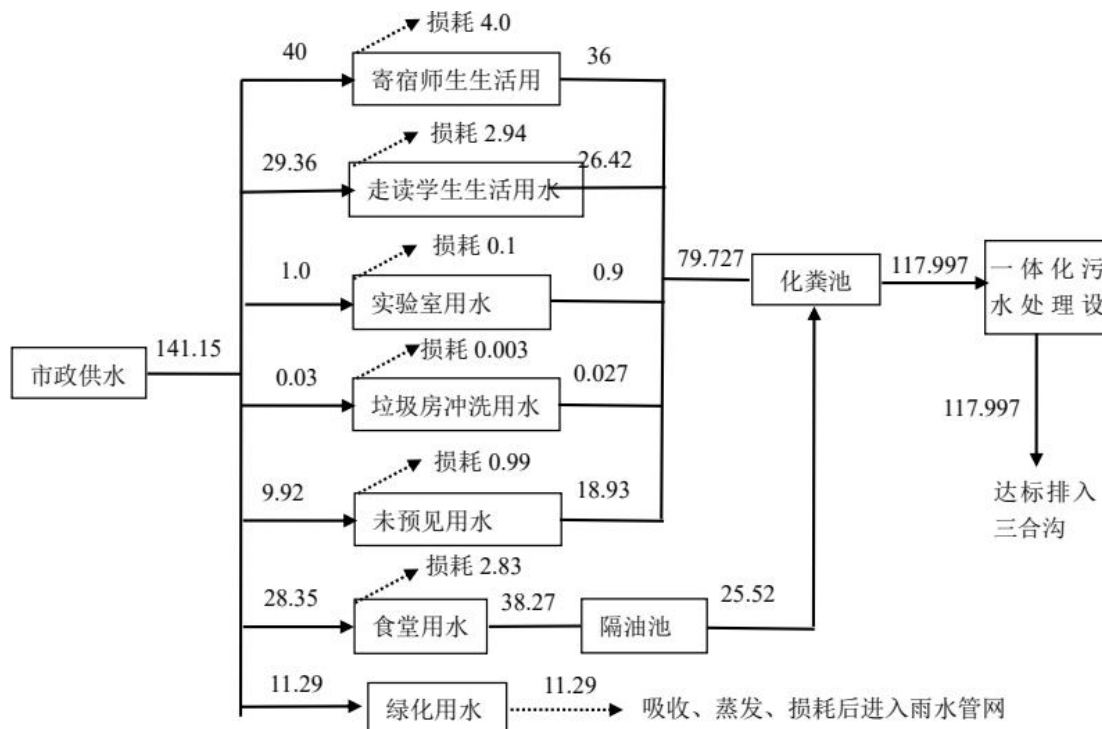 损耗 4.0
40
寄宿师生生活用
36
损耗 2.94
29.36
走读学生生活用水
26.42
损耗 0.1
1.0
实验室用水
0.9
79.727
化粪池
117.997
一体化污
水处理设
市政供水
141.15
损耗 0.003
0.03
垃圾房冲洗用水
0.027
117.997
损耗 0.99
9.92
未预见用水
18.93
达标排入
三合沟
损耗 2.83
28.35
食堂用水
38.27
隔油池
25.52
11.29
绿化用水
11.29
吸收、蒸发、损耗后进入雨水管网